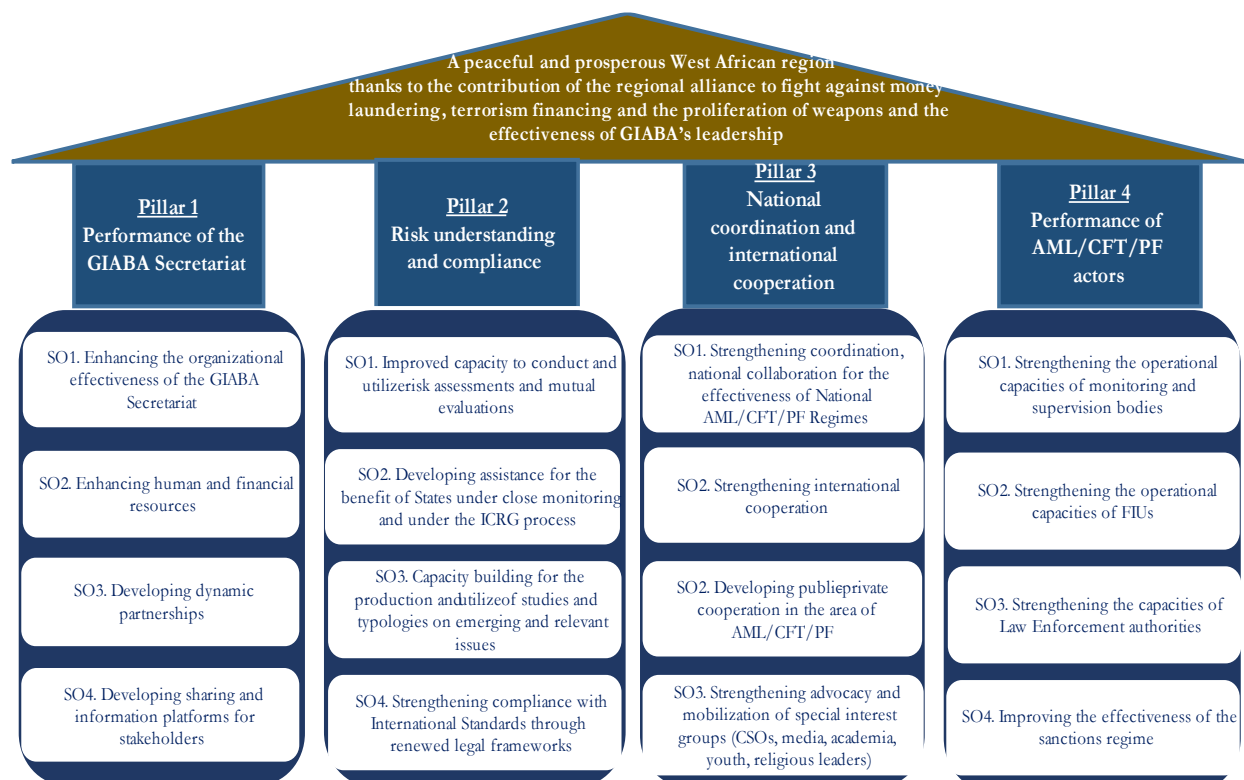 A peaceful and prosperous West African region
thanks to the contribution of the regional alliance to fight against money
laundering, terrorism financing and the proliferation of weapons and the
effectiveness of GIABA’s leadership
Pillar 1
Performance of the
GIABA Secretariat
SO1. Enhancing the organizational
effectiveness of the GIABA
Secretariat
SO2. Enhancing human and financial
resources
SO3. Developing dynamic
partnerships
SO4. Developing sharing and
information platforms for
stakeholders
Pillar 2
Risk understanding
and compliance
SO1. Improved capacity to conduct and
utilizerisk assessments and mutual
evaluations
SO2. Developing assistance for the
benefit of States under close monitoring
and under the ICRG process
SO3. Capacity building for the
production andutilizeof studies and
typologies on emerging and relevant
issues
SO4. Strengthening compliance with
International Standards through
renewed legal frameworks
Pillar 3
National
coordination and
international
cooperation
SO1. Strengthening coordination,
national collaboration for the
effectiveness of National
AML/CFT/PF Regimes
SO2. Strengthening international
cooperation
SO2. Developing publieprivate
cooperation in the area of
AML/CFT/PF
SO3. Strengthening advocacy and
mobilization of special interest
groups (CSOs, media, academia,
youth, religious leaders)
Pillar 4
Performance of
AML/CFT/PF
actors
SO1. Strengthening the operational
capacities of monitoring and
supervision bodies
SO2. Strengthening the operational
capacities of FIUs
SO3. Strengthening the capacities of
Law Enforcement authorities
SO4. Improving the effectiveness of the
sanctions regime